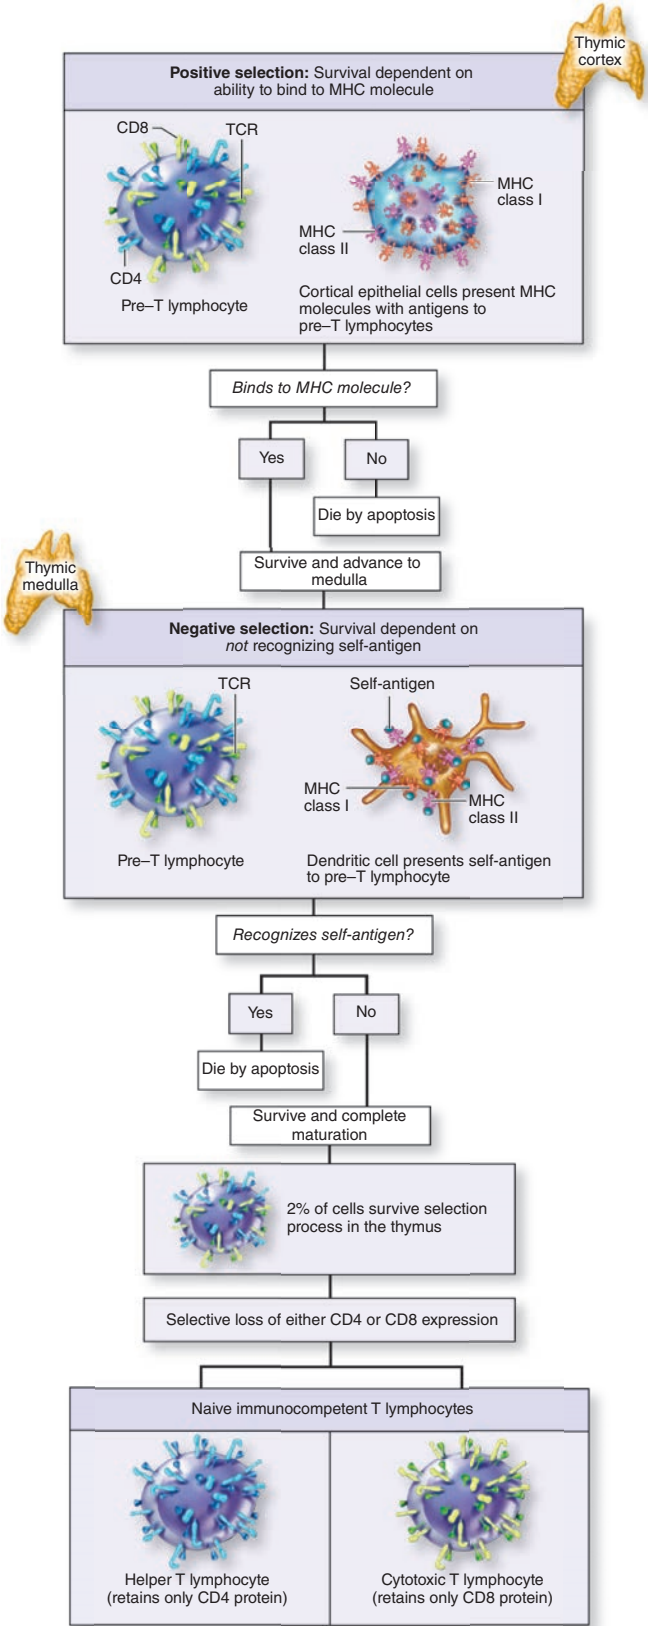 Thymic
cortex
Positive selection: Survival dependent on
ability to bind to MHC molecule
CD8
TCR
MHC
class I
MHC
class II
CD4
Pre–T lymphocyte
Cortical epithelial cells present MHC
molecules with antigens to
pre–T lymphocytes
Binds to MHC molecule?
Yes
No
Die by apoptosis
Survive and advance to
medulla
Thymic
medulla
Negative selection: Survival dependent on
not recognizing self-antigen
TCR
Self-antigen
MHC
class I
MHC
class II
Pre–T lymphocyte
Dendritic cell presents self-antigen
to pre–T lymphocyte
Recognizes self-antigen?
Yes
No
Die by apoptosis
Survive and complete
maturation
2% of cells survive selection
process in the thymus
Selective loss of either CD4 or CD8 expression
Naive immunocompetent T lymphocytes
Helper T lymphocyte
(retains only CD4 protein)
Cytotoxic T lymphocyte
(retains only CD8 protein)